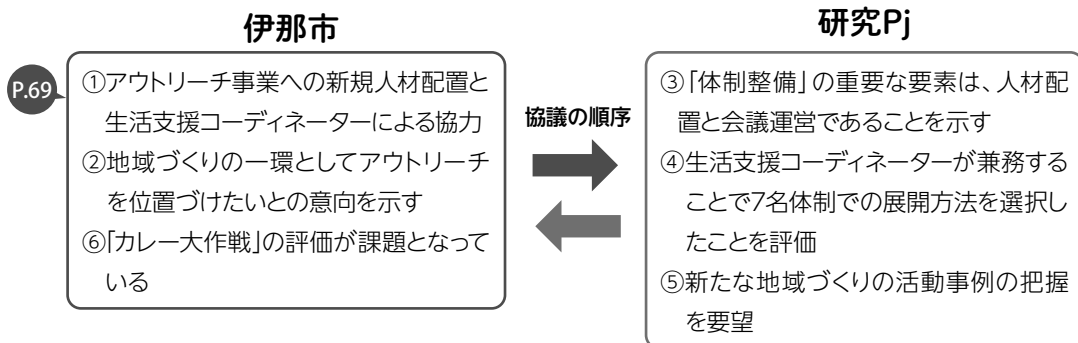 伊那市
P.69
①アウトリーチ事業への新規人材配置と
生活支援コーディネーターによる協力
②地域づくりの一環としてアウトリーチ
を位置づけたいとの意向を示す
⑥「カレー大作戦」の評価が課題となって
いる
協議の順序
研究Pj
③「体制整備」の重要な要素は、人材配
置と会議運営であることを示す
④生活支援コーディネーターが兼務する
ことで7名体制での展開方法を選択し
たことを評価
⑤新たな地域づくりの活動事例の把握
を要望